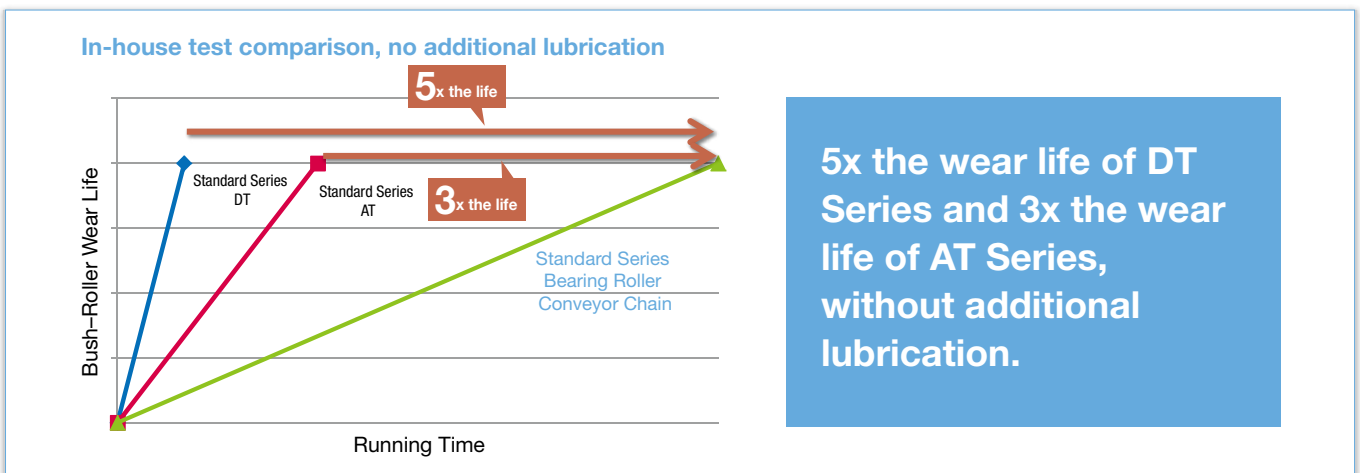 In-house test comparison, no additional lubrication
5x the life
Standard Series
DT
Standard Series
AT
3x the life
Standard Series
Bearing Roller
Conveyor Chain
Bush–Roller Wear Life
Running Time
5x the wear life of DT
Series and 3x the wear
life of AT Series,
without additional
lubrication.